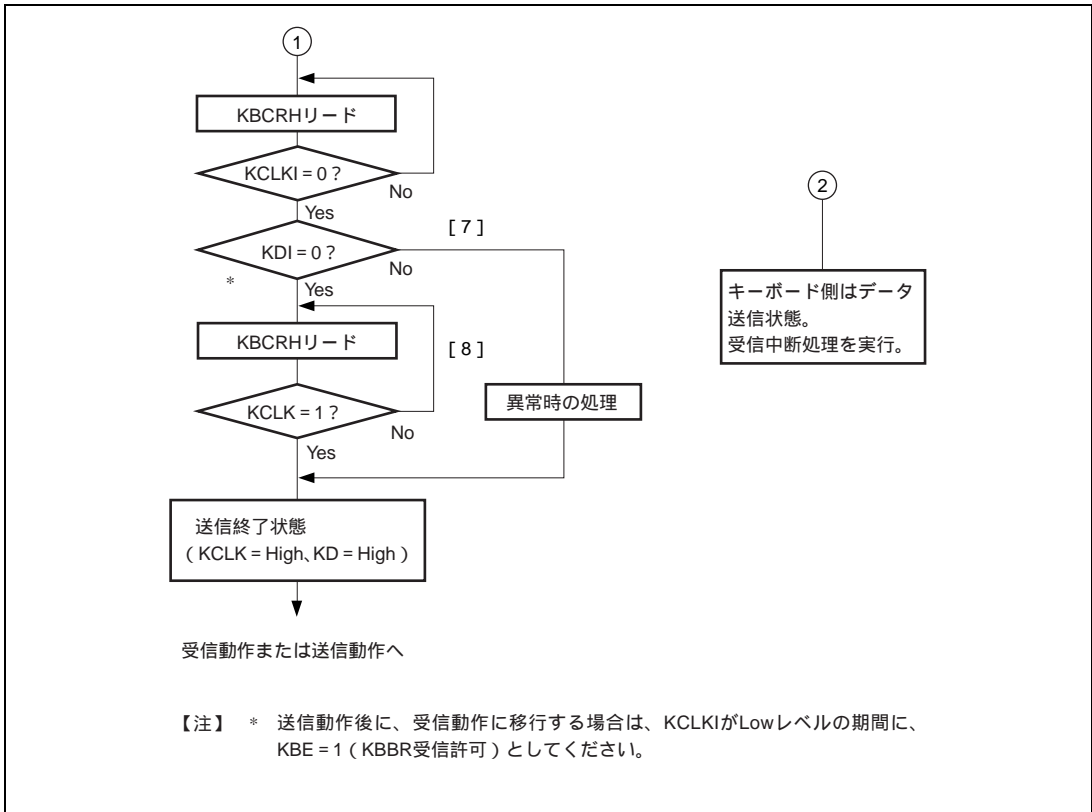 1
KBCRHリード
KCLKI = 0 ?
No
Yes
[ 7 ]
KDI = 0 ?
No
*
Yes
KBCRHリード
[ 8 ]
KCLK = 1 ?
No
Yes
異常時の処理
送信終了状態
( KCLK = High、KD = High )
受信動作または送信動作へ
2
キーボード側はデータ
送信状態。
受信中断処理を実行。
【注】 * 送信動作後に、受信動作に移行する場合は、KCLKIがLowレベルの期間に、
KBE = 1 ( KBBR受信許可 ) としてください。